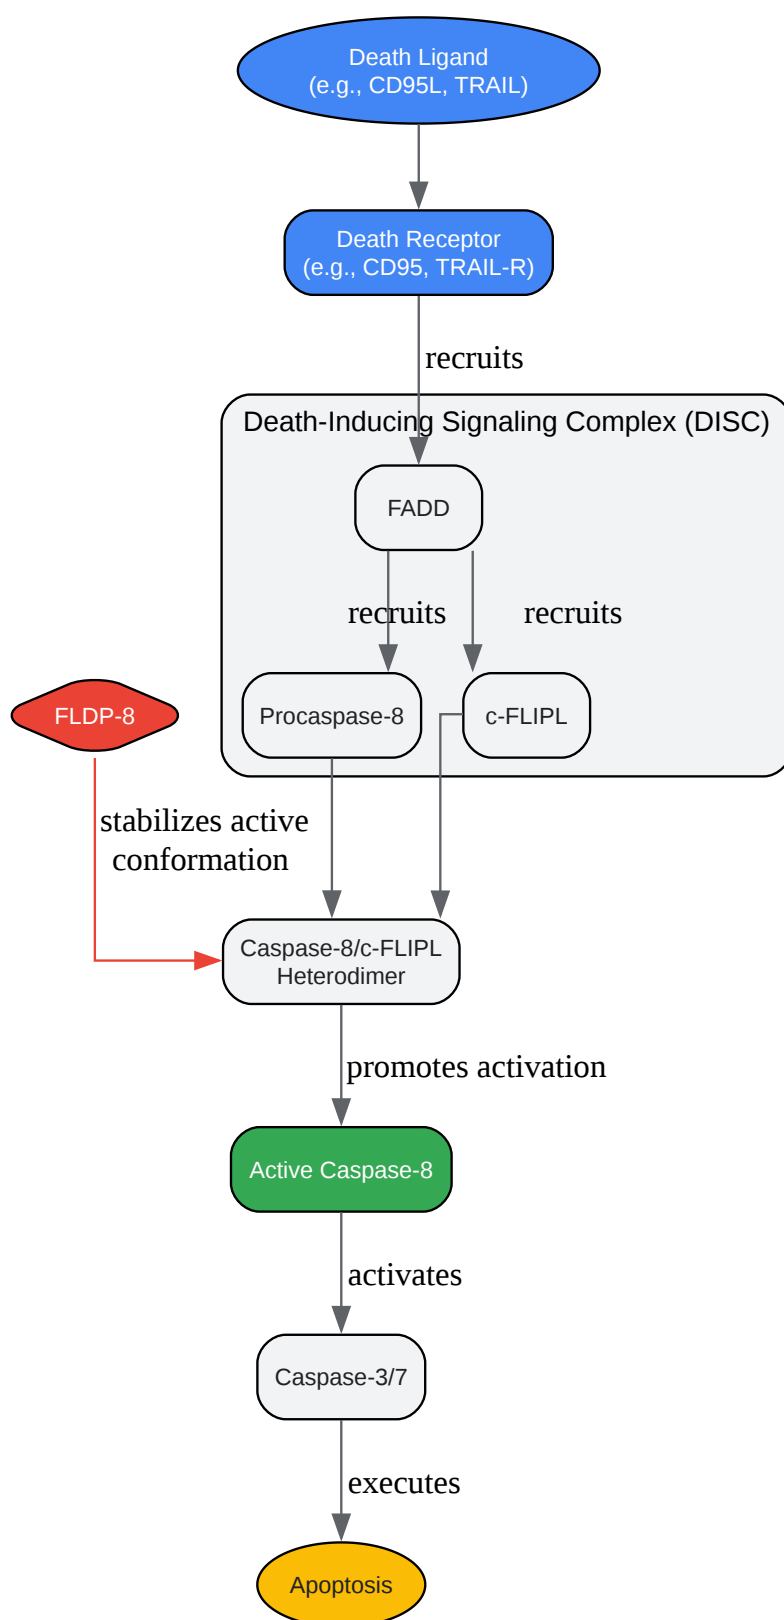 Death Ligand
(e.g., CD95L, TRAIL)
Death Receptor
(e.g., CD95, TRAIL-R)
recruits
Death-Inducing Signaling Complex (DISC)
FADD
recruits
recruits
FLDP-8
Procaspase-8
c-FLIPL
stabilizes active
conformation
Caspase-8/c-FLIPL
Heterodimer
promotes activation
Active Caspase-8
activates
Caspase-3/7
executes
Apoptosis